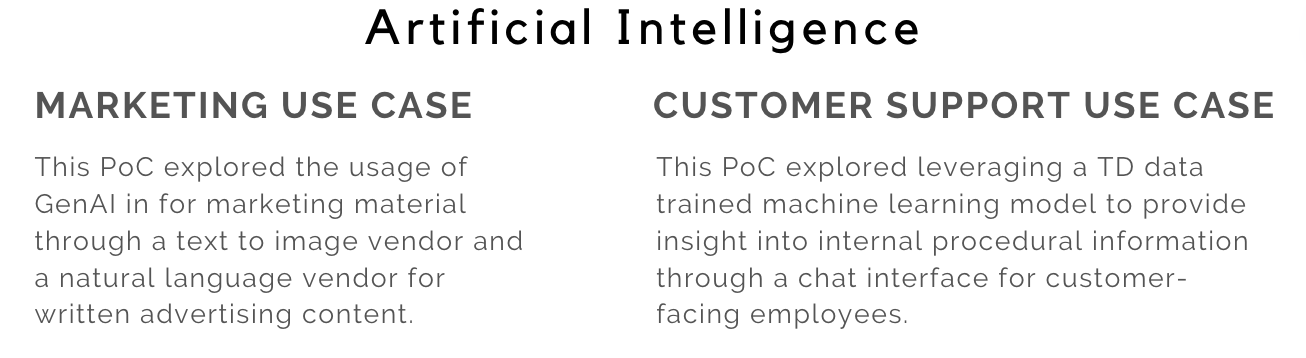 Artificial Intelligence
MARKETING USE CASE
This PoC explored the usage of
GenAI in for marketing material
through a text to image vendor and
a natural language vendor for
written advertising content.
CUSTOMER SUPPORT USE CASE
This PoC explored leveraging a TD data
trained machine learning model to provide
insight into internal procedural information
through a chat interface for customer-
facing employees.